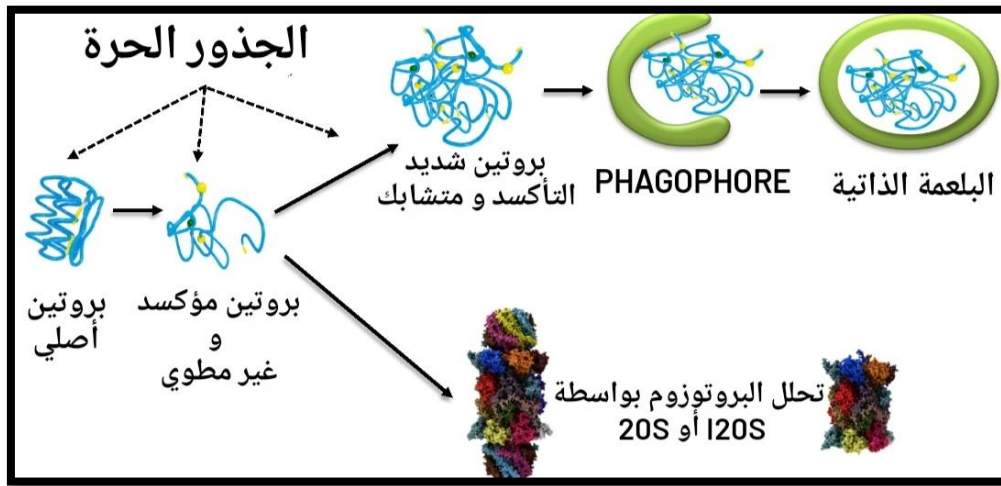 الجذور الحرة
بروتين شديد
التأكسد و متشابك
PHAGOPHORE
البلعمة الذاتية
بروتين
أصلي
بروتين مؤكسد
و
غير مطوي
تحلل البروتوزوم بواسطة
20S أو I20S